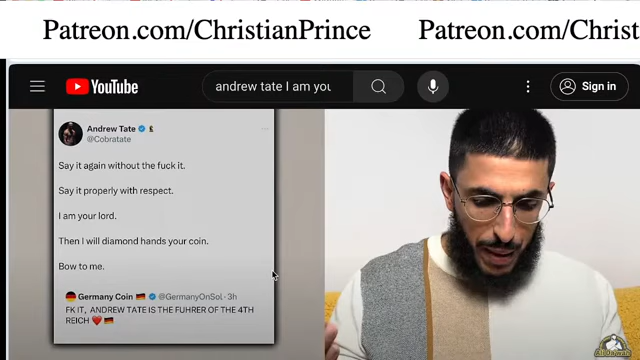 Patreon.com/ChristianPrince Patreon.com/Christ
YouTube andrew tate I am you Sign in
Andrew Tate
@Cobratate
Say it again without the fuck it.
Say it properly with respect.
I am your lord.
Then I will diamond hands your coin.
Bow to me.
Germany Coin @GermanyOnSol · 3h
FK IT, ANDREW TATE IS THE FUHRER OF THE 4TH
REICH